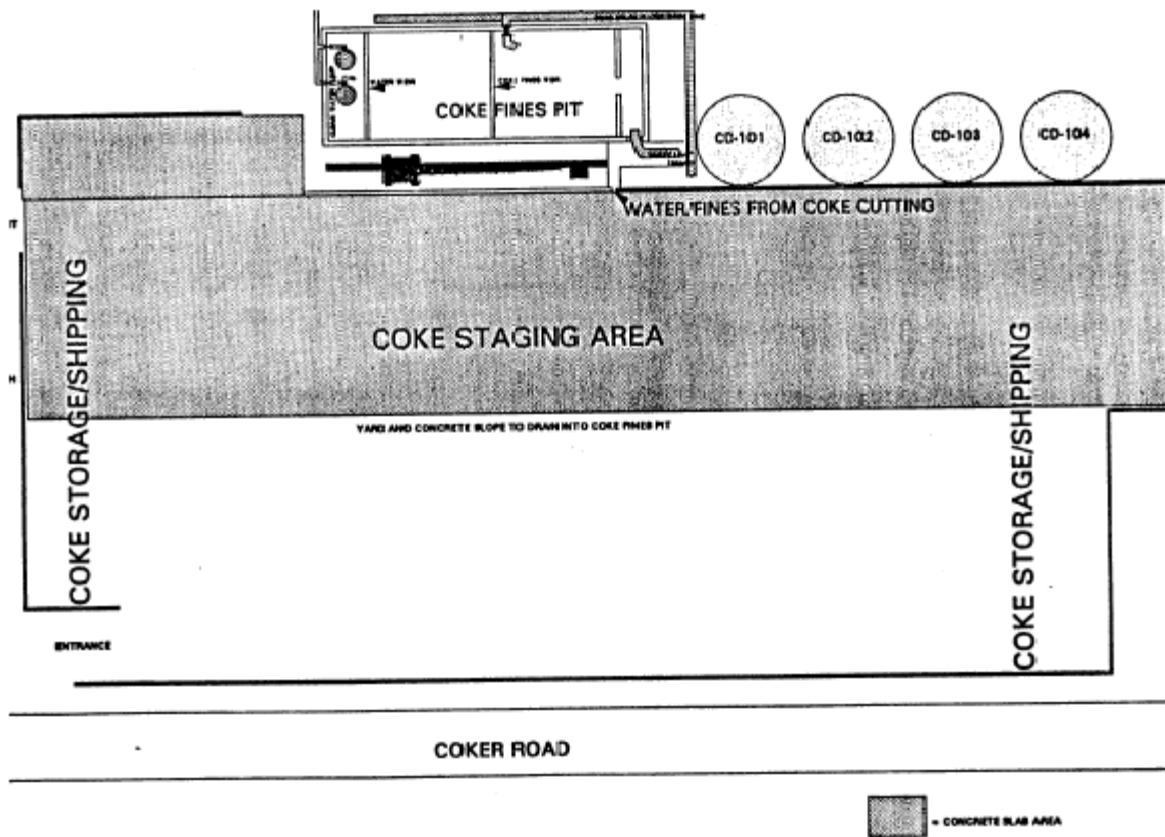 COKE FINES PIT
CD-101
CD-102
CD-103
CD-104
WATER/FINES FROM COKE CUTTING
IT
COKE STORAGE/SHIPPING
COKE STAGING AREA
COKE STORAGE/SHIPPING
H
YARD AND CONCRETE SLOPE TO DRAIN INTO COKE FINES PIT
ENTRANCE
COKER ROAD
= CONCRETE SLAB AREA